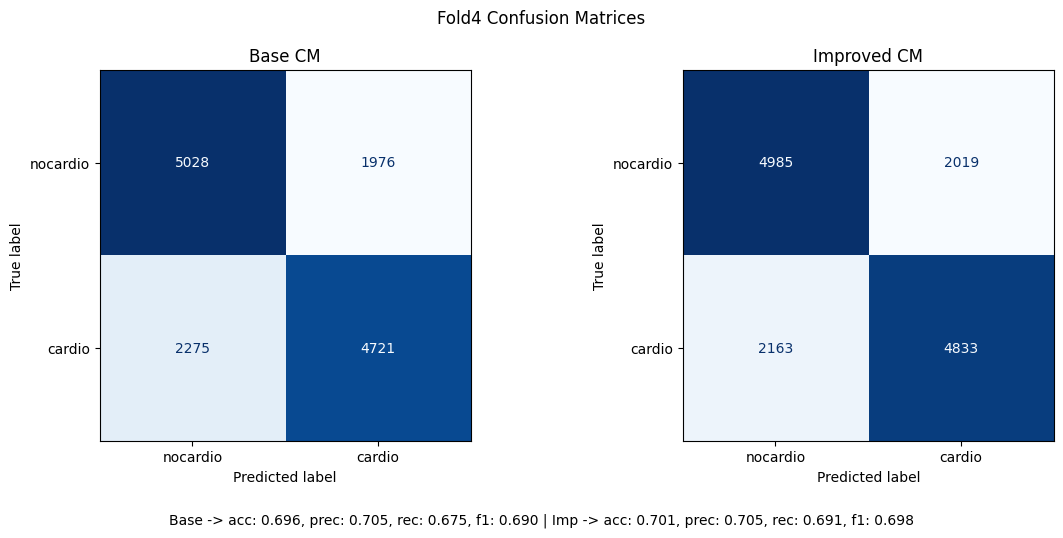 Fold4 Confusion Matrices
Base CM
Improved CM
nocardio
5028
1976
cardio
2275
4721
nocardio
cardio
True label
Predicted label
nocardio
4985
2019
cardio
2163
4833
nocardio
cardio
True label
Predicted label
Base -> acc: 0.696, prec: 0.705, rec: 0.675, f1: 0.690 | Imp -> acc: 0.701, prec: 0.705, rec: 0.691, f1: 0.698